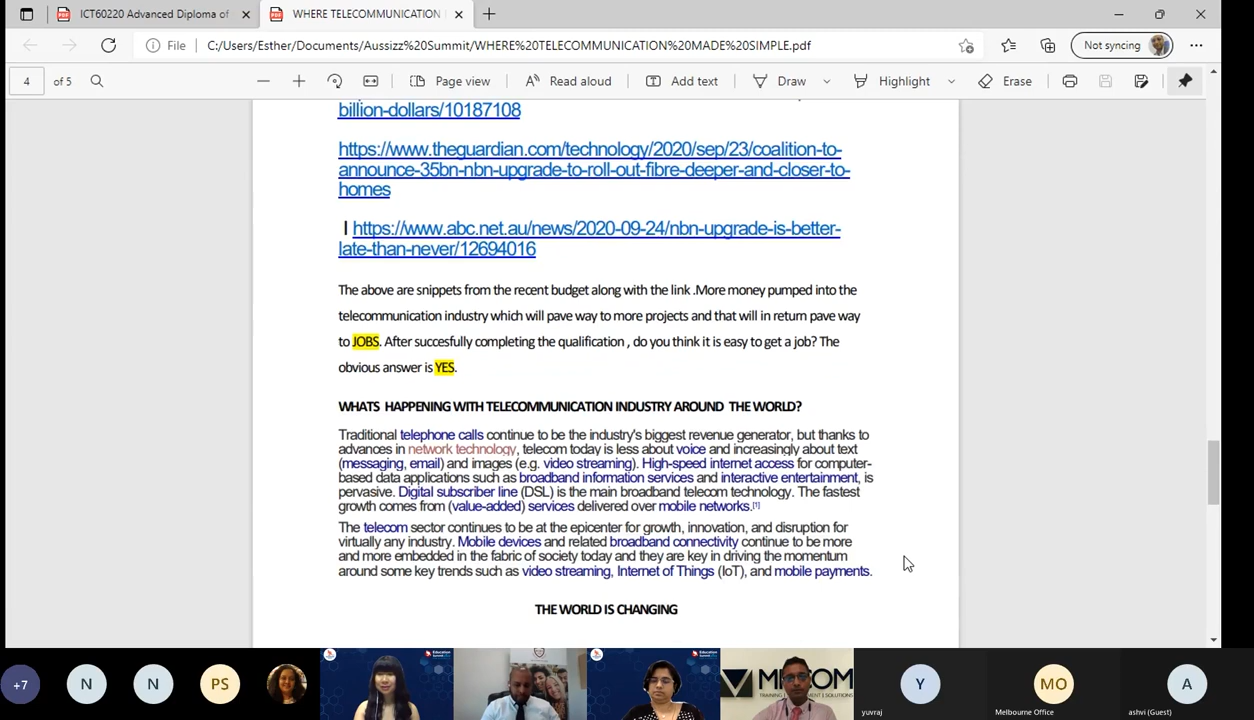 ICT60220 Advanced Diploma of
WHERE TELECOMMUNICATION
File C:/Users/Esther/Documents/Aussizz%20Summit/WHERE%20TELECOMMUNICATION%20MADE%20SIMPLE.pdf
Not syncing
4 of 5
Page view
Read aloud
Add text
Draw
Highlight
Erase
billion-dollars/10187108
https://www.theguardian.com/technology/2020/sep/23/coalition-to-
announce-35bn-nbn-upgrade-to-roll-out-fibre-deeper-and-closer-to-
homes
I https://www.abc.net.au/news/2020-09-24/nbn-upgrade-is-better-
late-than-never/12694016
The above are snippets from the recent budget along with the link .More money pumped into the
telecommunication industry which will pave way to more projects and that will in return pave way
to JOBS. After succesfully completing the qualification , do you think it is easy to get a job? The
obvious answer is YES.
WHATS HAPPENING WITH TELECOMMUNICATION INDUSTRY AROUND THE WORLD?
Traditional telephone calls continue to be the industry's biggest revenue generator, but thanks to
advances in network technology, telecom today is less about voice and increasingly about text
(messaging, email) and images (e.g. video streaming). High-speed internet access for computer-
based data applications such as broadband information services and interactive entertainment, is
pervasive. Digital subscriber line (DSL) is the main broadband telecom technology. The fastest
growth comes from (value-added) services delivered over mobile networks.[1]
The telecom sector continues to be at the epicenter for growth, innovation, and disruption for
virtually any industry. Mobile devices and related broadband connectivity continue to be more
and more embedded in the fabric of society today and they are key in driving the momentum
around some key trends such as video streaming, Internet of Things (IoT), and mobile payments.
THE WORLD IS CHANGING
+7
N
N
PS
Y
yuvraj
MO
Melbourne Office
A
ashvi (Guest)